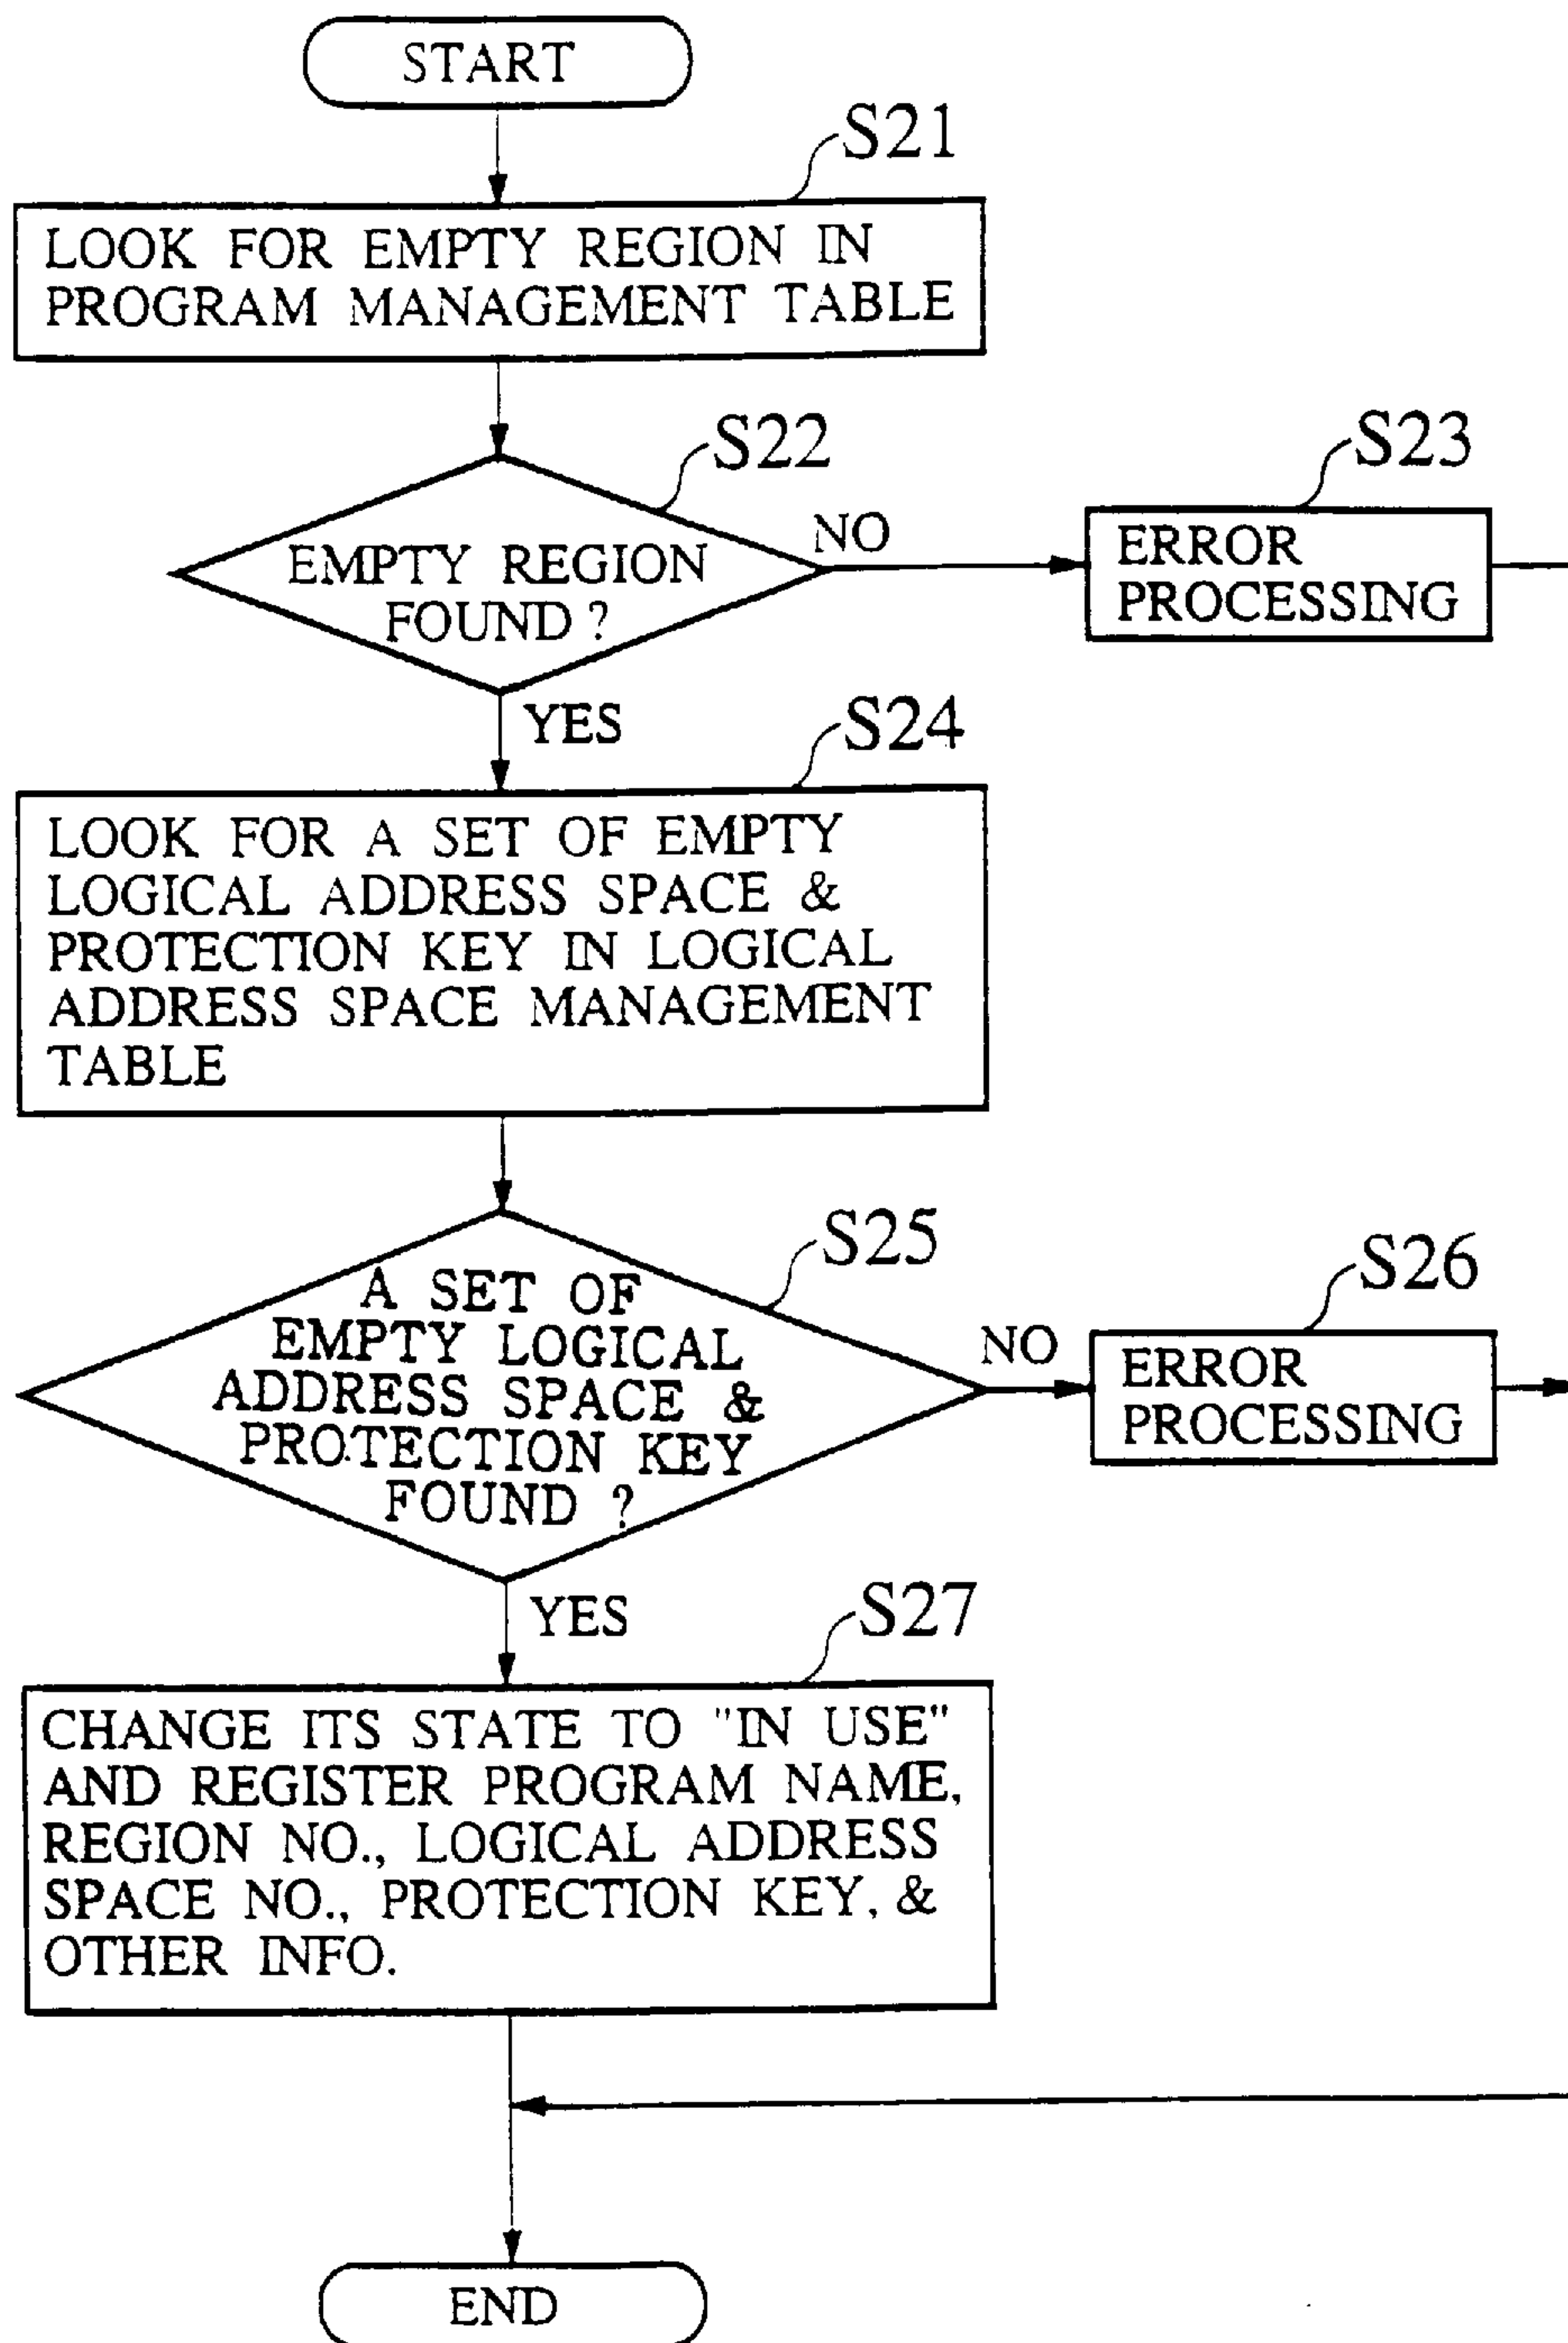 START
S21
LOOK FOR EMPTY REGION IN
PROGRAM MANAGEMENT TABLE
S22
EMPTY REGION
FOUND?
NO
S23
ERROR
PROCESSING
YES
S24
LOOK FOR A SET OF EMPTY
LOGICAL ADDRESS SPACE &
PROTECTION KEY IN LOGICAL
ADDRESS SPACE MANAGEMENT
TABLE
S25
A SET OF
EMPTY LOGICAL
ADDRESS SPACE &
PROTECTION KEY
FOUND ?
NO
S26
ERROR
PROCESSING
YES
S27
CHANGE ITS STATE TO "IN USE"
AND REGISTER PROGRAM NAME,
REGION NO., LOGICAL ADDRESS
SPACE NO., PROTECTION KEY, &
OTHER INFO.
END